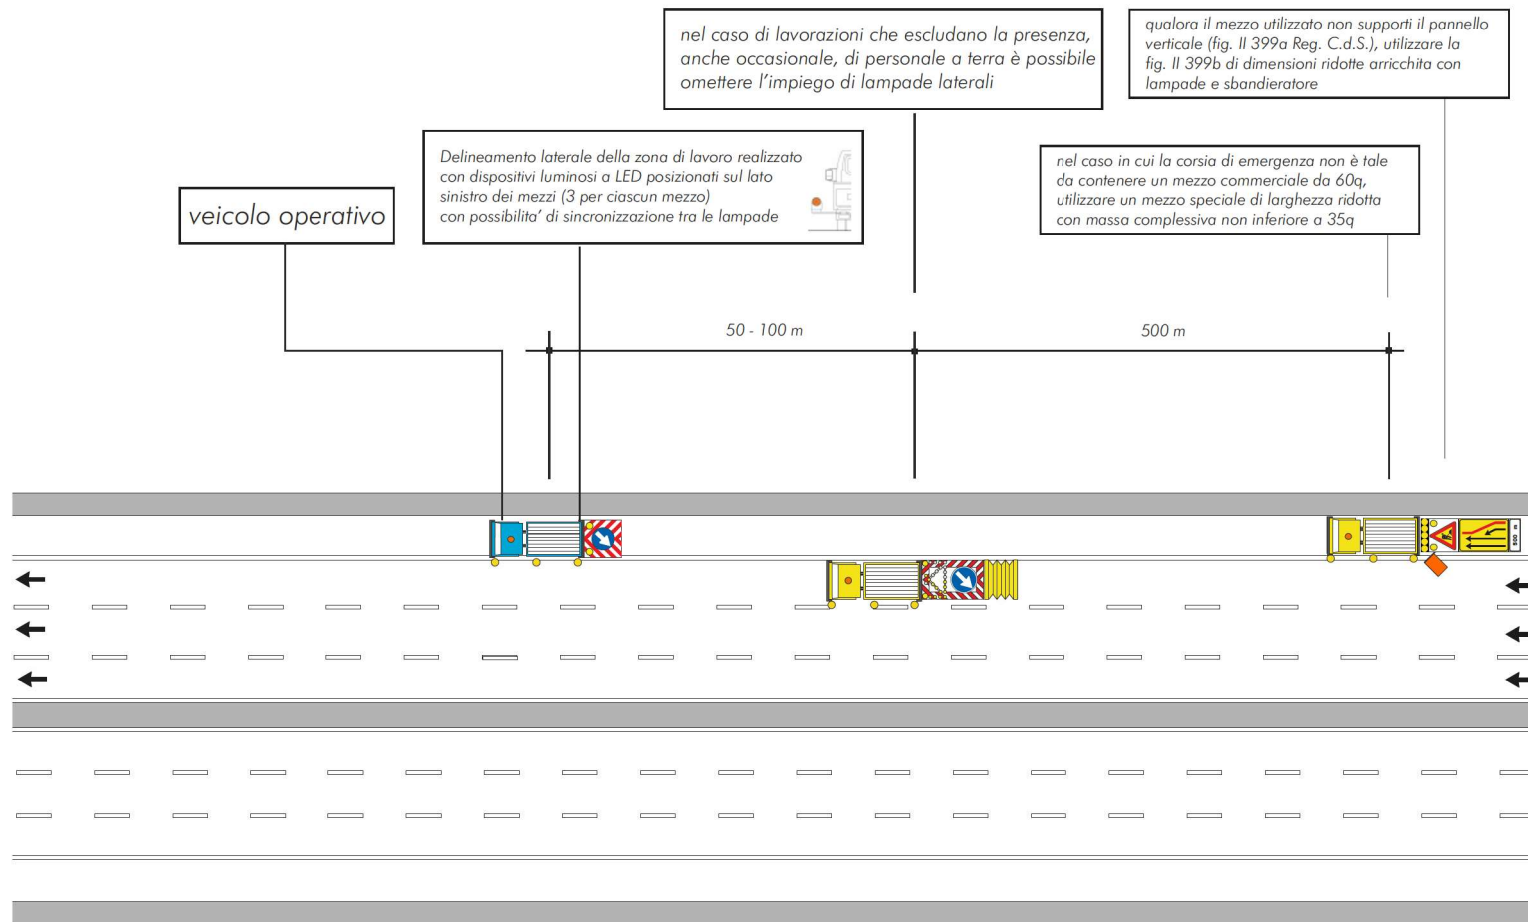 nel caso di lavorazioni che escludano la presenza,
anche occasionale, di personale a terra è possibile
omettere l'impiego di lampade laterali
qualora il mezzo utilizzato non supporti il pannello
verticale (fig. II 399a Reg. C.d.S.), utilizzare la
fig. II 399b di dimensioni ridotte arricchita con
lampade e sbandieratore
Delineamento laterale della zona di lavoro realizzato
con dispositivi luminosi a LED posizionati sul lato
sinistro dei mezzi (3 per ciascun mezzo)
con possibilita' di sincronizzazione tra le lampade
nel caso in cui la corsia di emergenza non è tale
da contenere un mezzo commerciale da 60q,
utilizzare un mezzo speciale di larghezza ridotta
con massa complessiva non inferiore a 35q
veicolo operativo
50 - 100 m
500 m
500 m